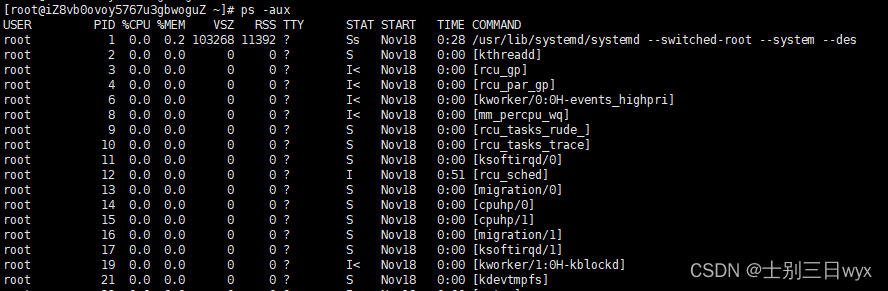 [root@iZ8vb0ovoy5767u3gbwoguZ ~]# ps -aux
USER PID %CPU %MEM VSZ RSS TTY STAT START TIME COMMAND
root 1 0.0 0.2 103268 11392 ? Ss Nov18 0:28 /usr/lib/systemd/systemd --switched-root --system --des
root 2 0.0 0.0 0 0 ? S Nov18 0:00 [kthreadd]
root 3 0.0 0.0 0 0 ? I< Nov18 0:00 [rcu_gp]
root 4 0.0 0.0 0 0 ? I< Nov18 0:00 [rcu_par_gp]
root 6 0.0 0.0 0 0 ? I< Nov18 0:00 [kworker/0:0H-events_highpri]
root 8 0.0 0.0 0 0 ? I< Nov18 0:00 [mm_percpu_wq]
root 9 0.0 0.0 0 0 ? S Nov18 0:00 [rcu_tasks_rude_]
root 10 0.0 0.0 0 0 ? S Nov18 0:00 [rcu_tasks_trace]
root 11 0.0 0.0 0 0 ? S Nov18 0:00 [ksoftirqd/0]
root 12 0.0 0.0 0 0 ? I Nov18 0:51 [rcu_sched]
root 13 0.0 0.0 0 0 ? S Nov18 0:00 [migration/0]
root 14 0.0 0.0 0 0 ? S Nov18 0:00 [cpuhp/0]
root 15 0.0 0.0 0 0 ? S Nov18 0:00 [cpuhp/1]
root 16 0.0 0.0 0 0 ? S Nov18 0:00 [migration/1]
root 17 0.0 0.0 0 0 ? S Nov18 0:00 [ksoftirqd/1]
root 19 0.0 0.0 0 0 ? I< Nov18 0:00 [kworker/1:0H-kblockd]
root 21 0.0 0.0 0 0 ? S Nov18 0:00 [kdevtmpfs]
CSDN @士别三日wyx